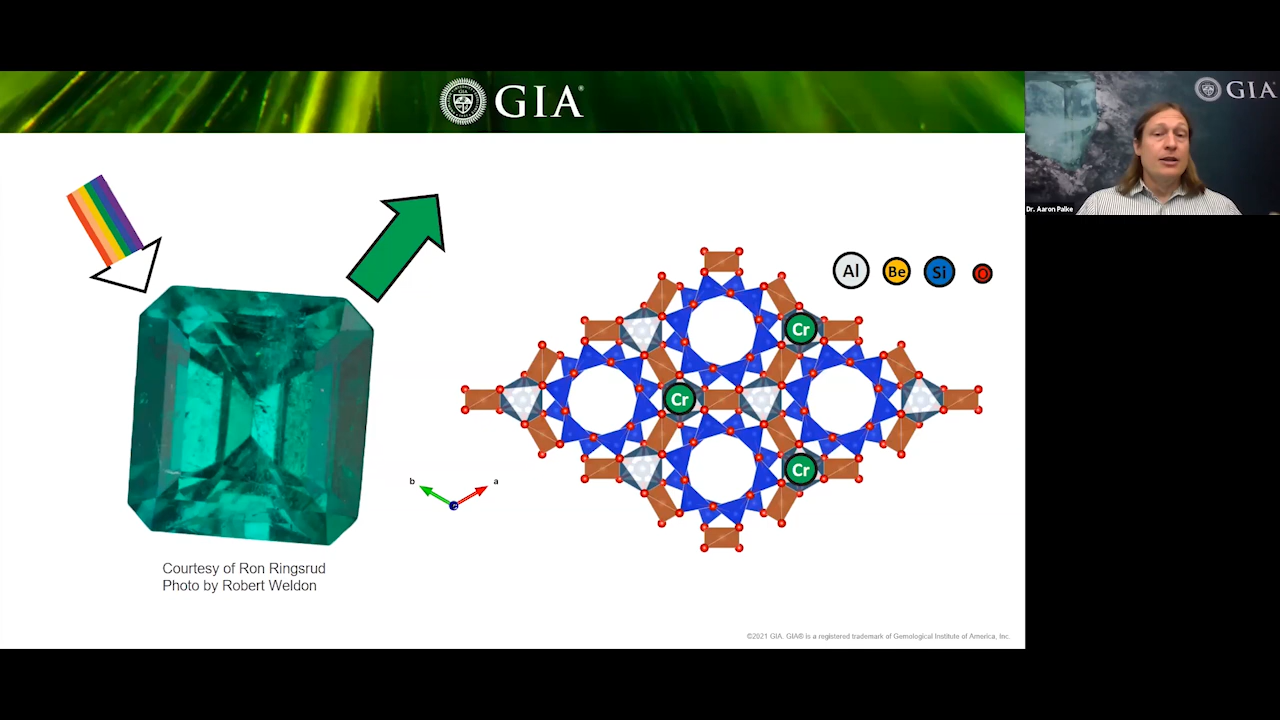 GIA
GIA
Dr. Aaron Palke
Al Be Si O
Cr
Cr
Cr
b a
Courtesy of Ron Ringsrud
Photo by Robert Weldon
©2021 GIA. GIA® is a registered trademark of Gemological Institute of America, Inc.